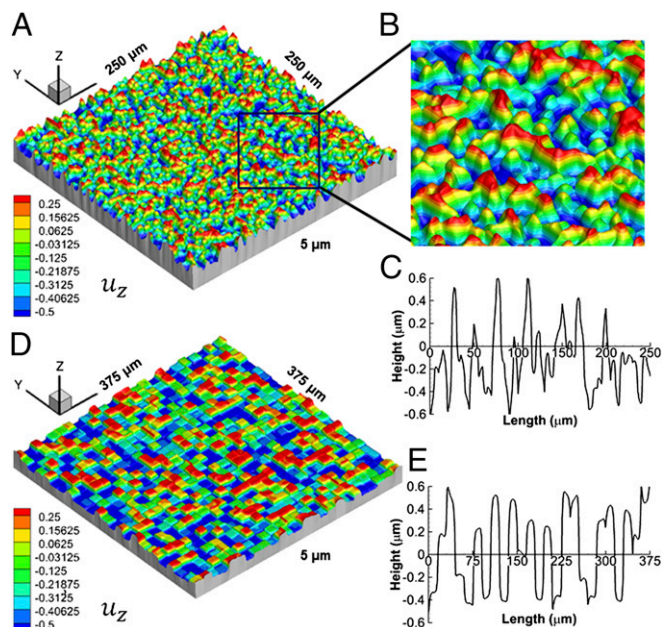 A
Z
Y
250 µm
250 µm
5 µm
0.25
0.15625
0.0625
-0.03125
-0.125
-0.21875
-0.3125
-0.40625
-0.5
u_z
B
C
Height (µm)
0.6
0.4
0.2
0
-0.2
-0.4
-0.6
0 50 100 150 200 250
Length (µm)
D
Z
Y
375 µm
375 µm
5 µm
0.25
0.15625
0.0625
-0.03125
-0.125
-0.21875
-0.3125
-0.40625
-0.5
u_z
E
Height (µm)
0.6
0.4
0.2
0
-0.2
-0.4
-0.6
0 75 150 225 300 375
Length (µm)